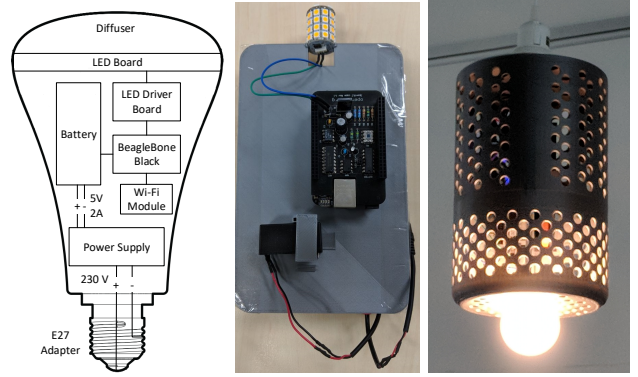 Diffuser
LED Board
LED Driver
Board
Battery
BeagleBone
Black
Wi-Fi
Module
5V
+ -
2A
Power Supply
230 V
+ -
E27
Adapter